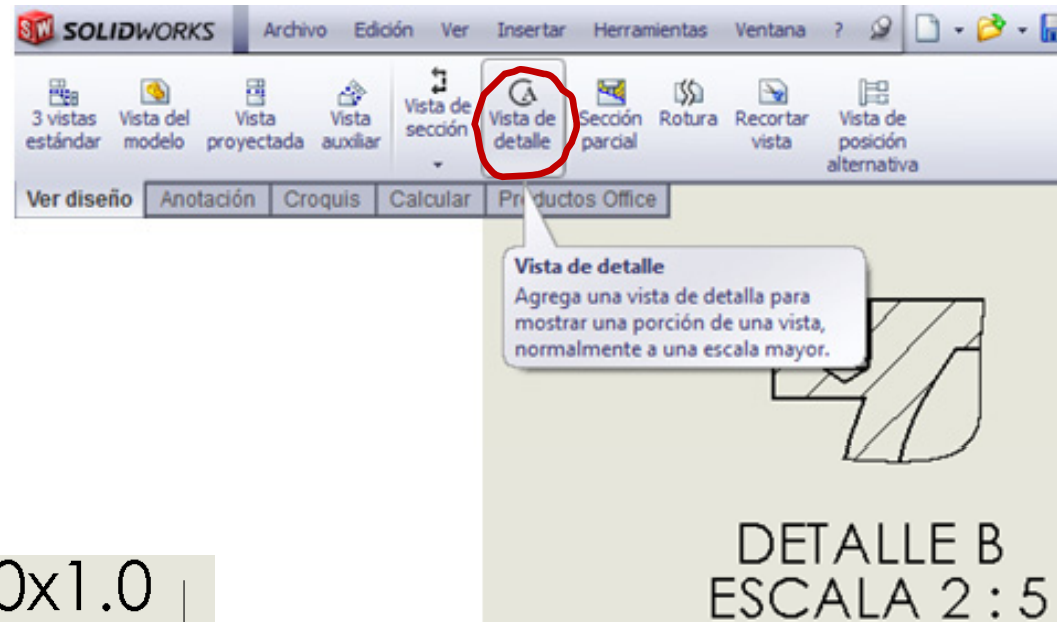 SOLIDWORKS Archivo Edición Ver Insertar Herramientas Ventana ?
3 vistas estándar
Vista del modelo
Vista proyectada
Vista auxiliar
Vista de sección
Vista de detalle
Sección parcial
Rotura
Recortar vista
Vista de posición alternativa
Ver diseño Anotación Croquis Calcular Productos Office
Vista de detalle
Agrega una vista de detalla para
mostrar una porción de una vista,
normalmente a una escala mayor.
DETALLE B
ESCALA 2 : 5
0x1.0